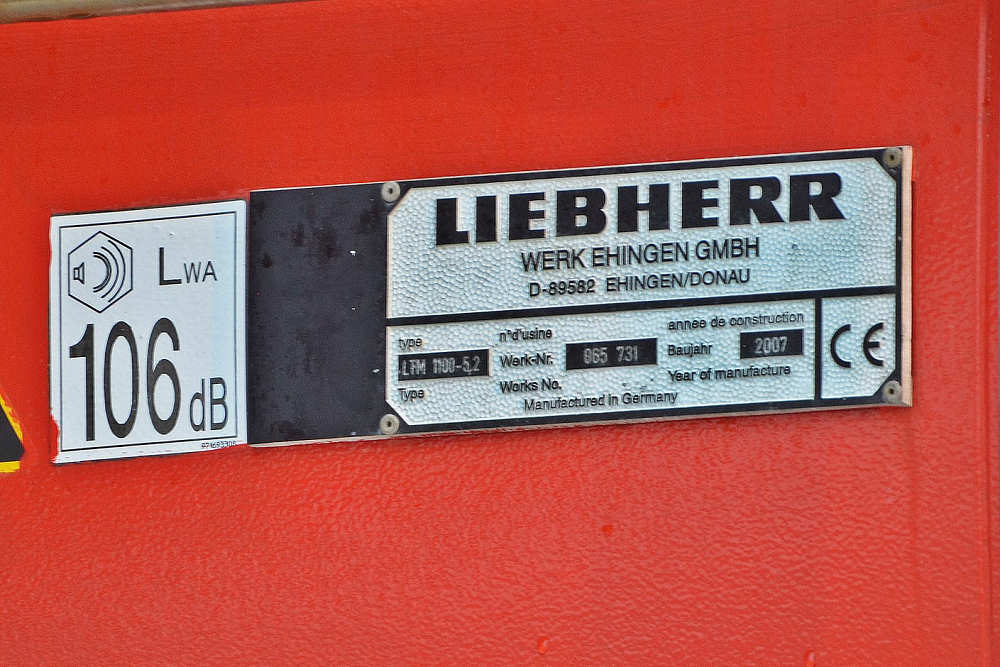 LWA
106 dB
LIEBHERR
WERK EHINGEN GMBH
D-89582 EHINGEN/DONAU
type
LTM 1100-5.2
Type
n°d'usine
Werk-Nr. 065 731
Works No.
annee de construction
Baujahr 2007
Year of manufacture
Manufactured in Germany
CE